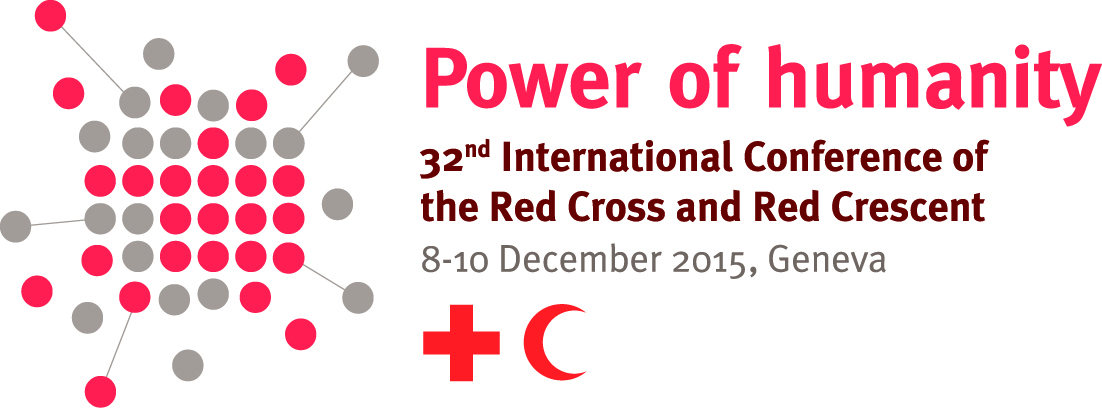 Power of humanity
32nd International Conference of
the Red Cross and Red Crescent
8-10 December 2015, Geneva